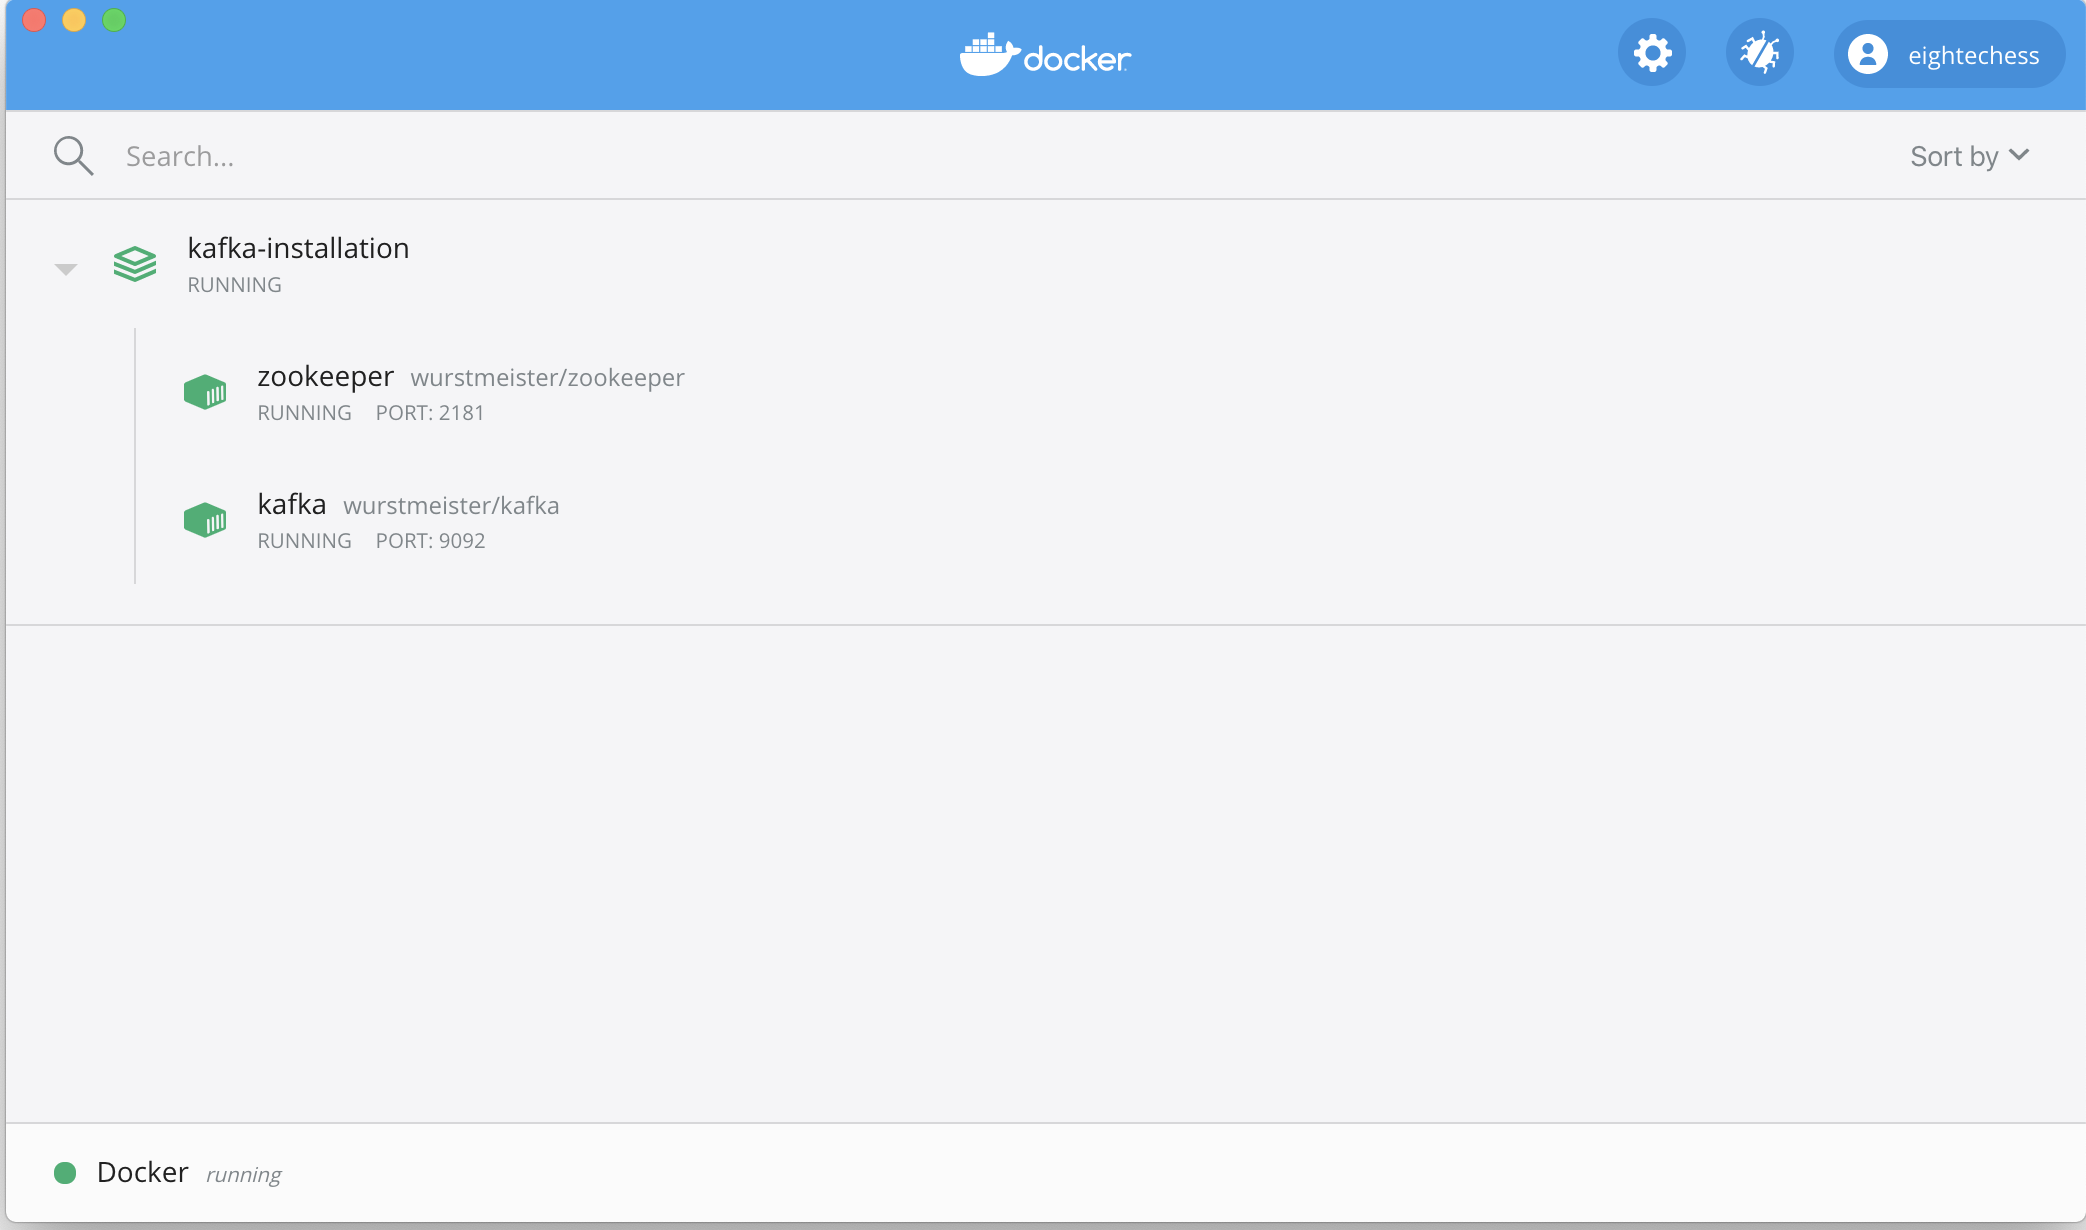 docker
eightechess
Search...
Sort by
kafka-installation
RUNNING
zookeeper wurstmeister/zookeeper
RUNNING PORT: 2181
kafka wurstmeister/kafka
RUNNING PORT: 9092
Docker running